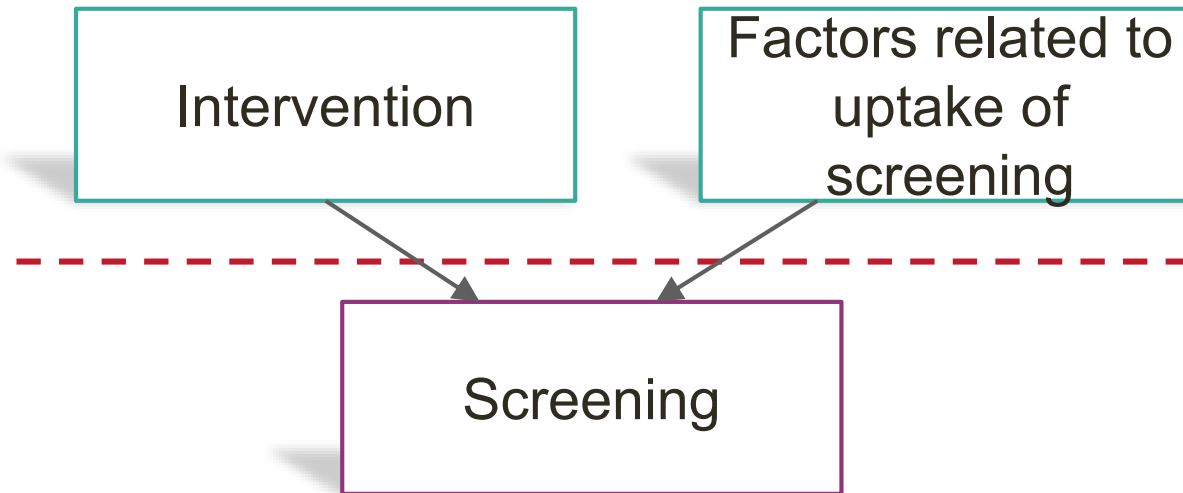 Intervention
Factors related to
uptake of
screening
Screening